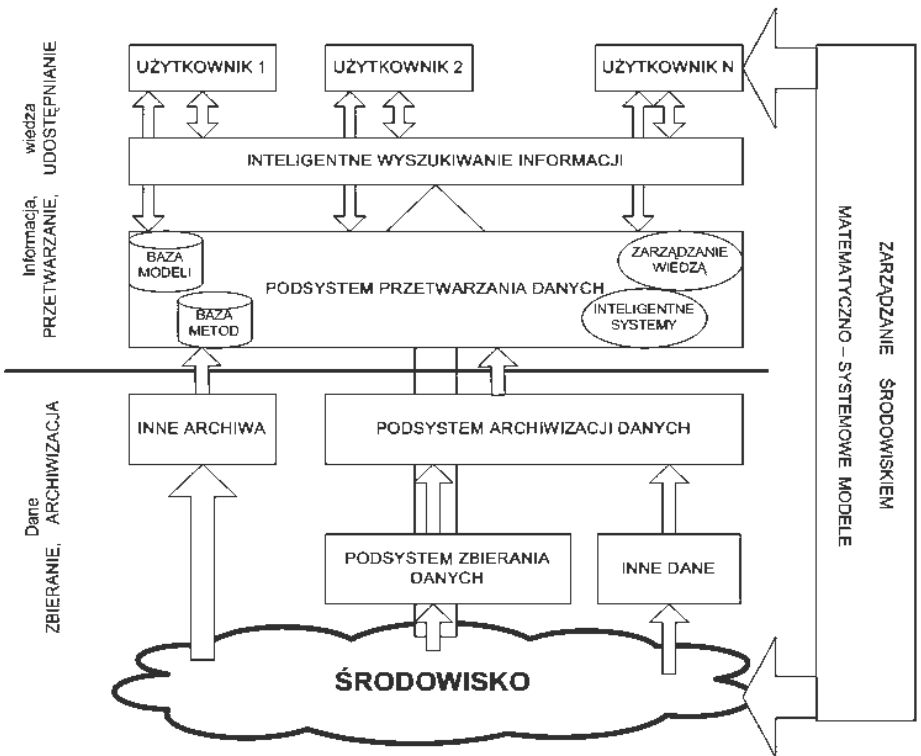 UŻYTKOWNIK 1
UŻYTKOWNIK 2
UŻYTKOWNIK N
INTELIGENTNE WYSZUKIWANIE INFORMACJI
BAZA
MODELI
BAZA
METOD
PODSYSTEM PRZETWARZANIA DANYCH
ZARZĄDZANIE
WIEDZĄ
INTELIGENTNE
SYSTEMY
INNE ARCHIWA
PODSYSTEM ARCHIWIZACJI DANYCH
PODSYSTEM ZBIERANIA
DANYCH
INNE DANE
ŚRODOWISKO
Informacja, wiedza
PRZETWARZANIE, UDOSTĘPNIANIE
Dane
ZBIERANIE, ARCHIWIZACJA
MATEMATYCZNO – SYSTEMOWE MODELE
ZARZĄDZANIE ŚRODOWISKIEM